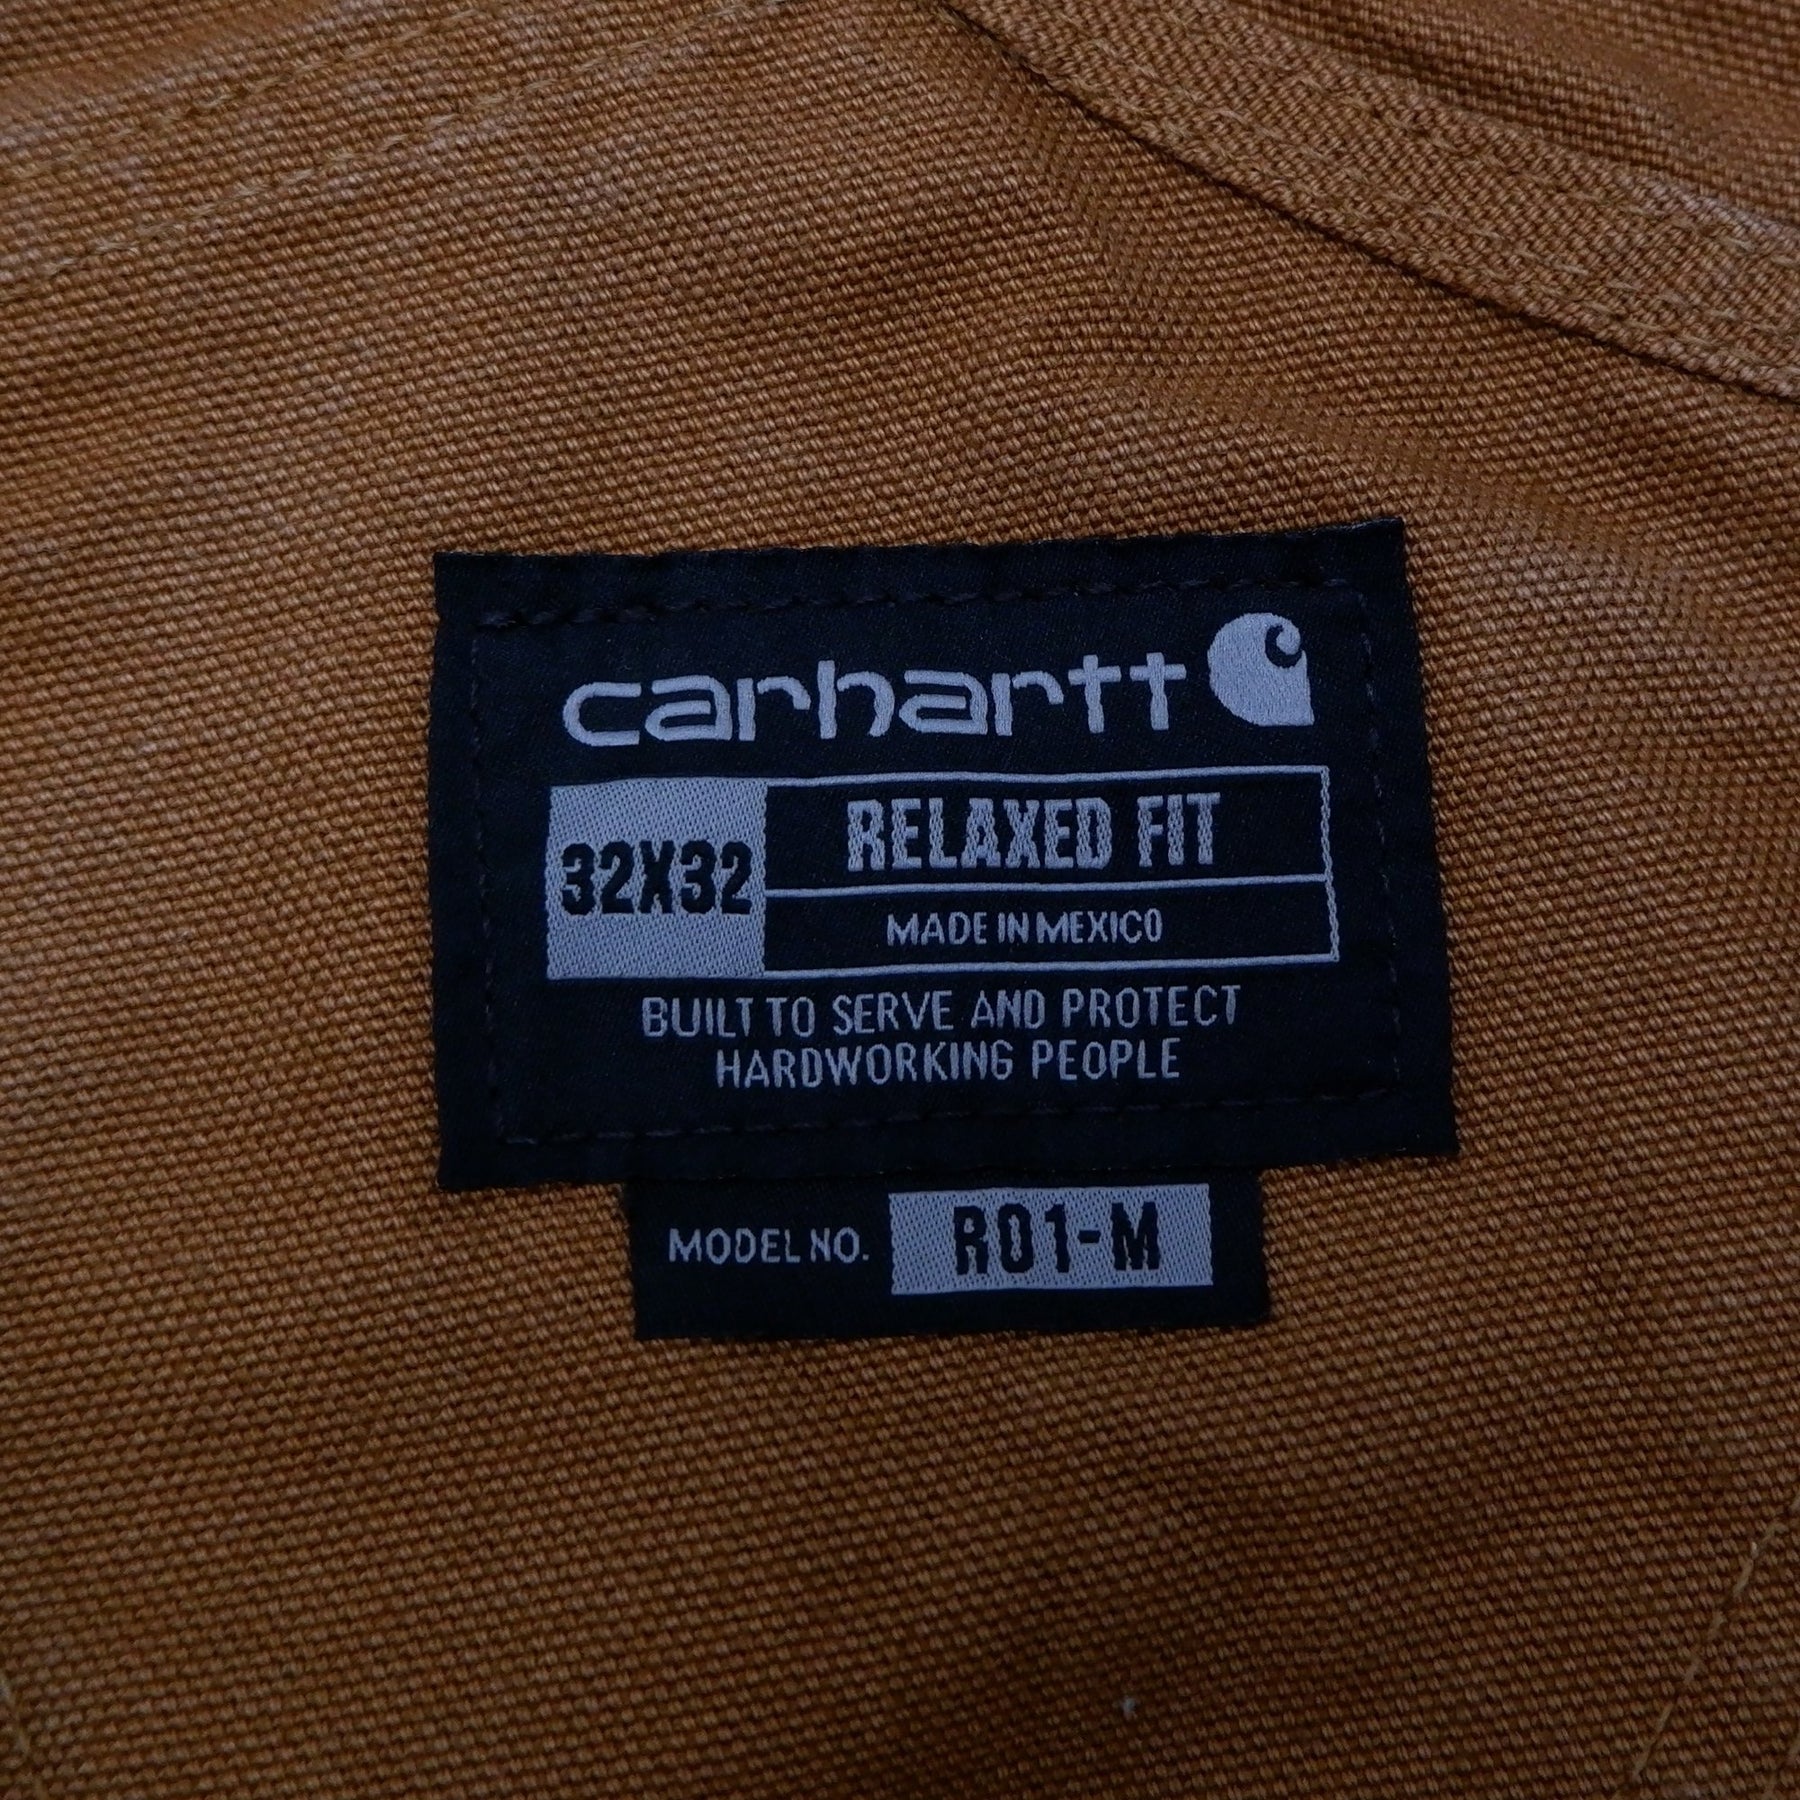 carhartt
32X32
RELAXED FIT
MADE IN MEXICO
BUILT TO SERVE AND PROTECT
HARDWORKING PEOPLE
MODEL NO. R01-M